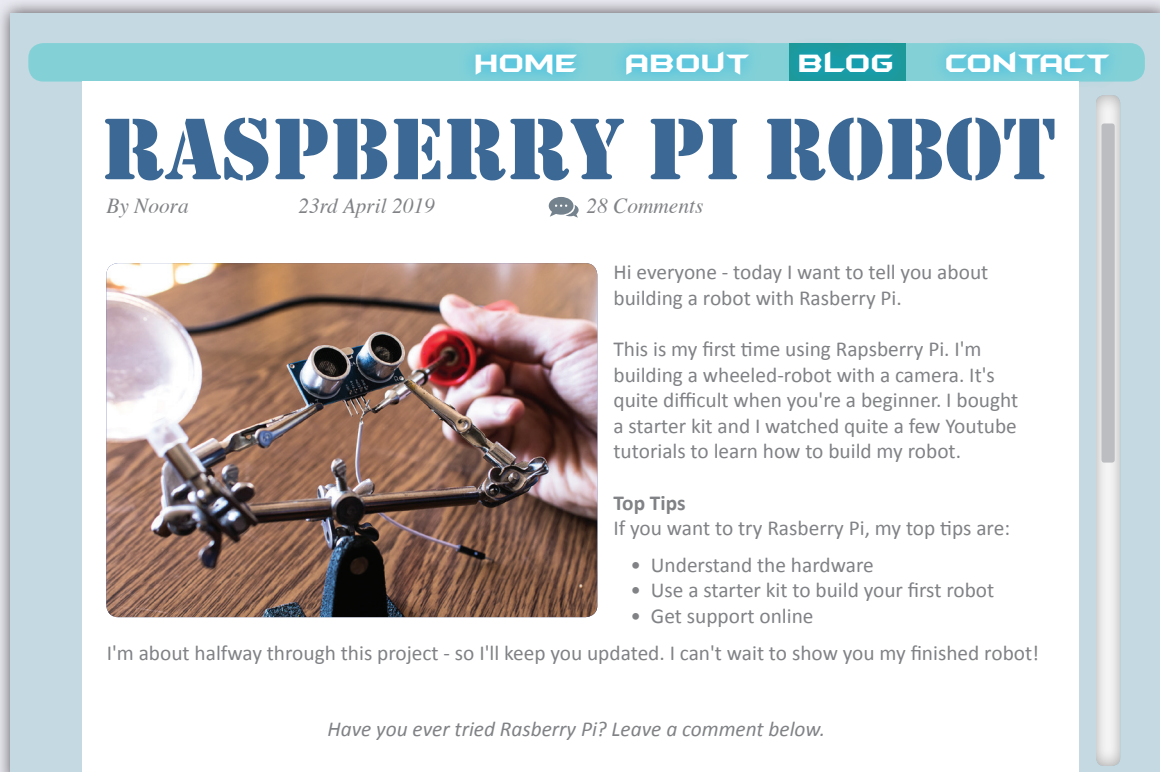 HOME ABOUT BLOG CONTACT
RASPBERRY PI ROBOT
By Noora 23rd April 2019 28 Comments
Hi everyone - today I want to tell you about
building a robot with Rasberry Pi.
This is my first time using Rapsberry Pi. I'm
building a wheeled-robot with a camera. It's
quite difficult when you're a beginner. I bought
a starter kit and I watched quite a few Youtube
tutorials to learn how to build my robot.
Top Tips
If you want to try Rasberry Pi, my top tips are:
• Understand the hardware
• Use a starter kit to build your first robot
• Get support online
I'm about halfway through this project - so I'll keep you updated. I can't wait to show you my finished robot!
Have you ever tried Rasberry Pi? Leave a comment below.